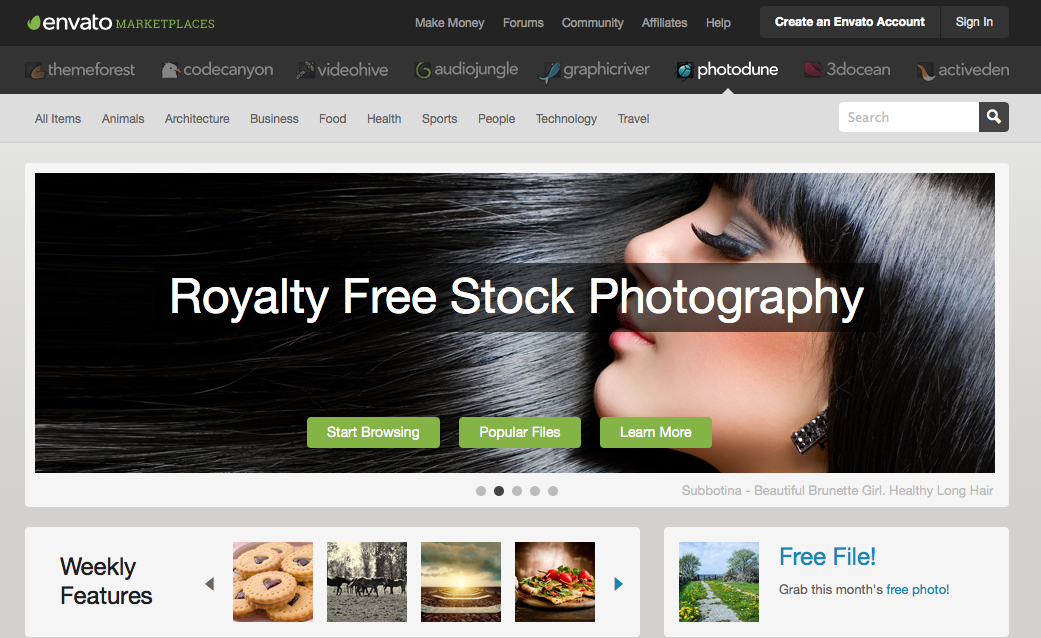 envato MARKETPLACES
Make Money Forums Community Affiliates Help Create an Envato Account Sign In
themeforest codecanyon videohive audiojungle graphicriver photodune 3docean activeden
All Items Animals Architecture Business Food Health Sports People Technology Travel Search
Royalty Free Stock Photography
Start Browsing Popular Files Learn More
Subbotina - Beautiful Brunette Girl. Healthy Long Hair
Weekly
Features
Free File!
Grab this month's free photo!